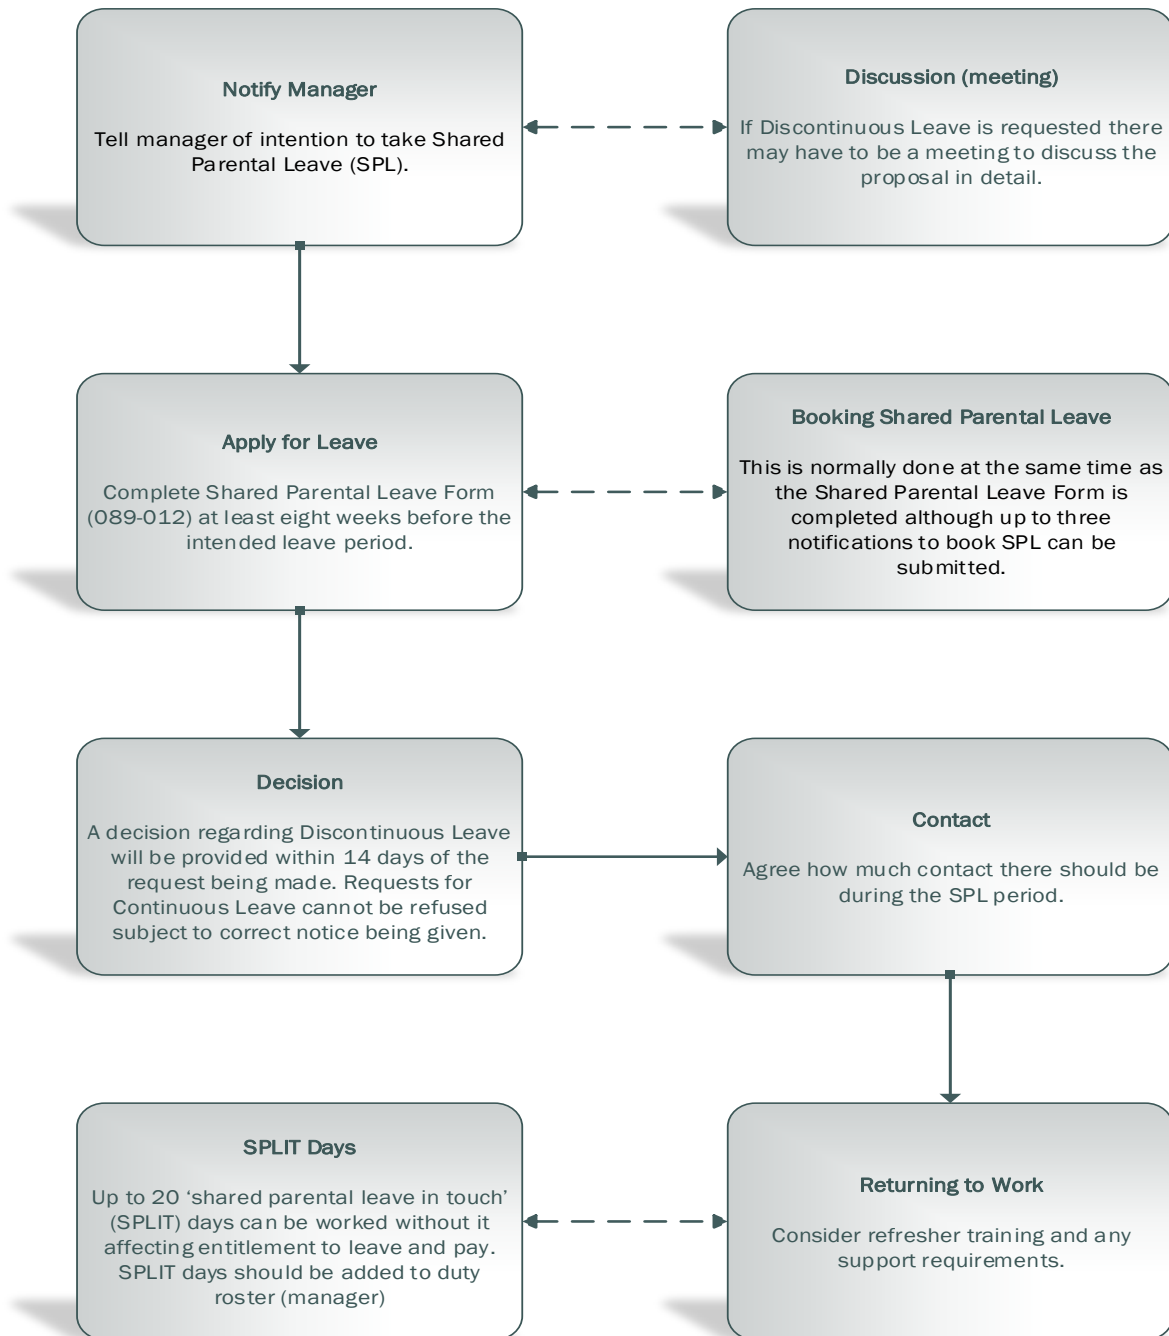 Notify Manager
Tell manager of intention to take Shared
Parental Leave (SPL).
Discussion (meeting)
If Discontinuous Leave is requested there
may have to be a meeting to discuss the
proposal in detail.
Apply for Leave
Complete Shared Parental Leave Form
(089-012) at least eight weeks before the
intended leave period.
Booking Shared Parental Leave
This is normally done at the same time as
the Shared Parental Leave Form is
completed although up to three
notifications to book SPL can be
submitted.
Decision
A decision regarding Discontinuous Leave
will be provided within 14 days of the
request being made. Requests for
Continuous Leave cannot be refused
subject to correct notice being given.
Contact
Agree how much contact there should be
during the SPL period.
SPLIT Days
Up to 20 ‘shared parental leave in touch’
(SPLIT) days can be worked without it
affecting entitlement to leave and pay.
SPLIT days should be added to duty
roster (manager)
Returning to Work
Consider refresher training and any
support requirements.